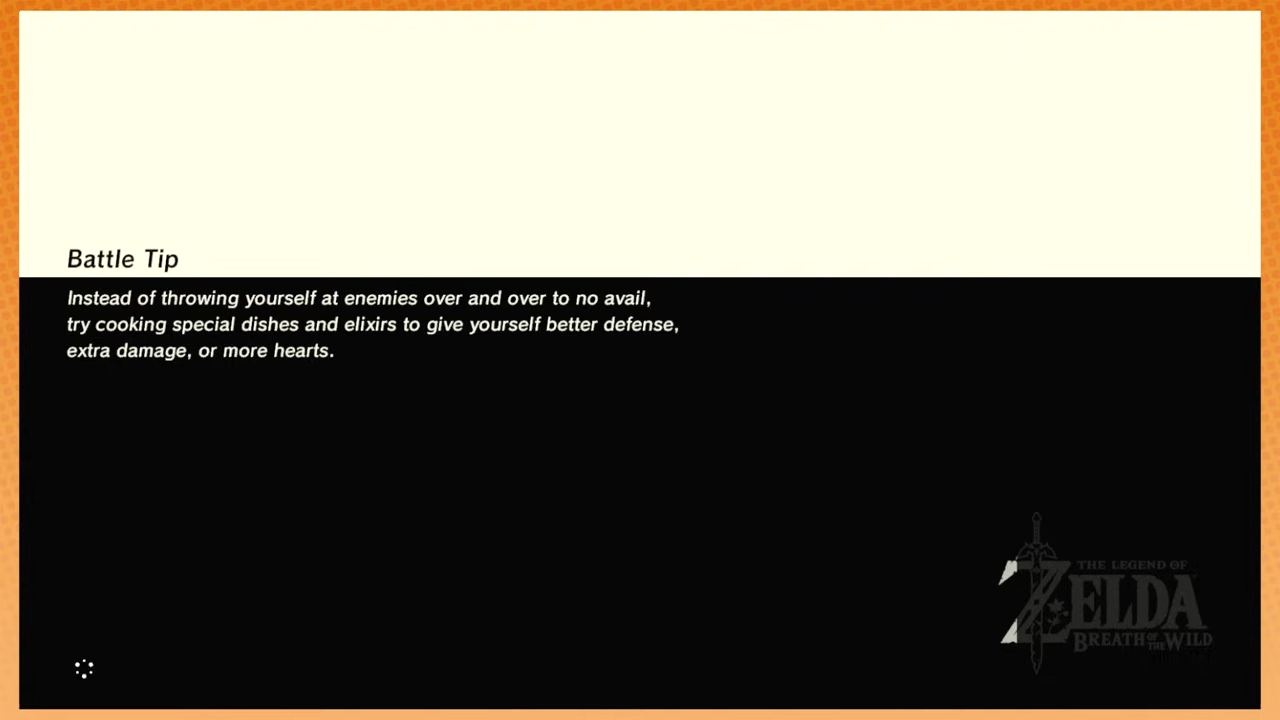 Battle Tip
Instead of throwing yourself at enemies over and over to no avail,
try cooking special dishes and elixirs to give yourself better defense,
extra damage, or more hearts.
THE LEGEND OF
ZELDA
BREATH OF THE WILD